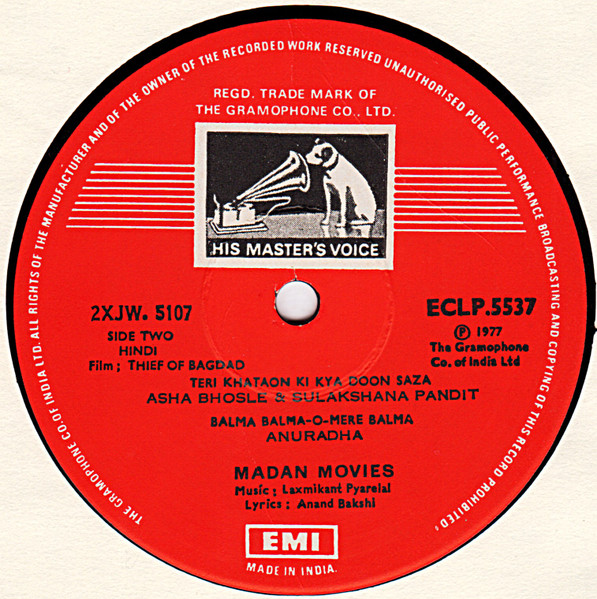 THE GRAMOPHONE CO. OF INDIA LTD. ALL RIGHTS OF THE MANUFACTURER AND OF THE OWNER OF THE RECORDED WORK RESERVED UNAUTHORISED PUBLIC PERFORMANCE BROADCASTING AND COPYING OF THIS RECORD PROHIBITED
REGD. TRADE MARK OF
THE GRAMOPHONE CO., LTD.
HIS MASTER'S VOICE
2XJW. 5107
ECLP.5537
SIDE TWO
℗ 1977
HINDI
The Gramophone
Film ; THIEF OF BAGDAD
Co. of India Ltd
TERI KHATAON KI KYA DOON SAZA
ASHA BHOSLE & SULAKSHANA PANDIT
BALMA BALMA-O-MERE BALMA
ANURADHA
MADAN MOVIES
Music ; Laxmikant Pyarelal
Lyrics ; Anand Bakshi
EMI
MADE IN INDIA.